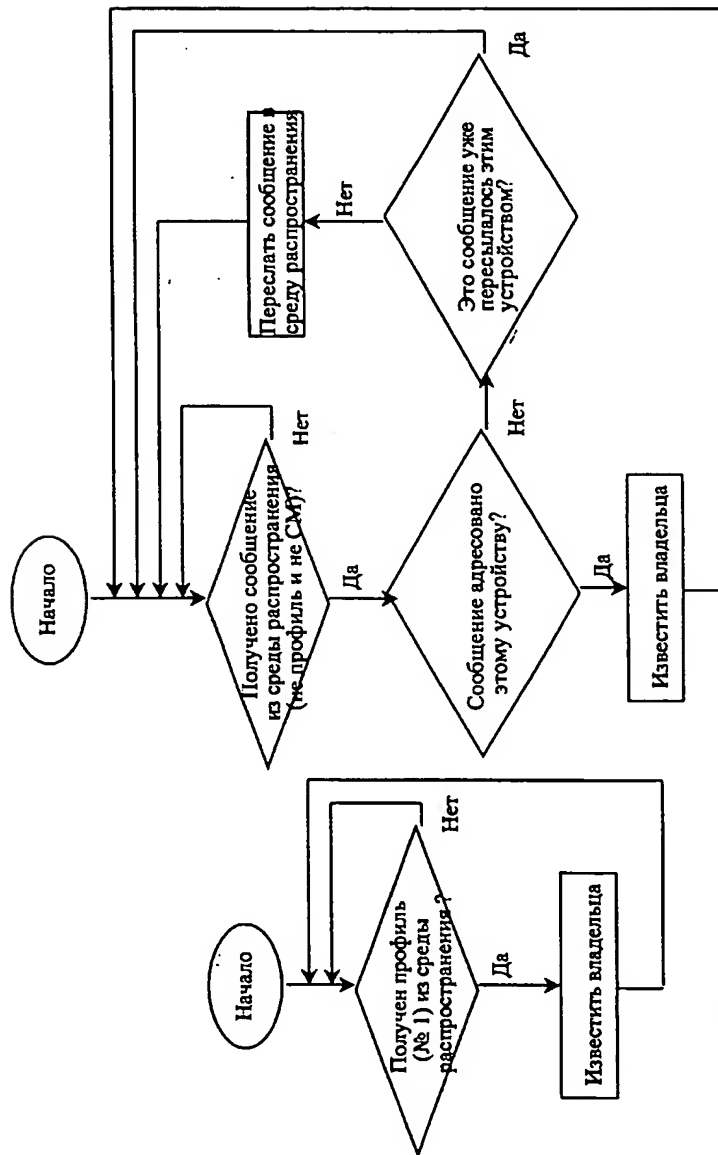 Начало
Получен профиль
(№ 1) из среды
распространения ?
Нет
Да
Известить владельца
Начало
Получено сообщение
из среды распространения
(не профиль и не СМ)?
Нет
Да
Сообщение адресовано
этому устройству?
Нет
Да
Известить владельца
Это сообщение уже
пересылалось этим
устройством?
Да
Нет
Переслать сообщение в
среду распространения